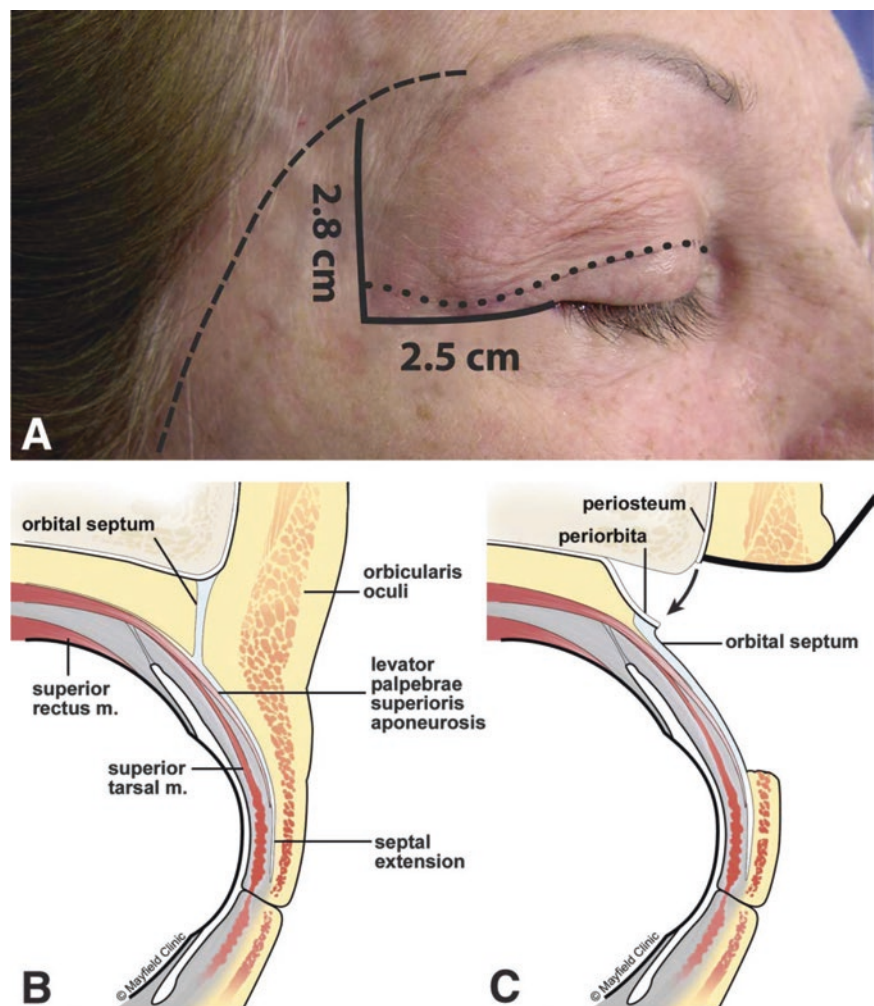 2.8 cm
2.5 cm
A
orbital septum
orbicularis
oculi
levator
palpebrae
superioris
aponeurosis
superior
rectus m.
superior
tarsal m.
septal
extension
© Mayfield Clinic
B
periosteum
periorbita
orbital septum
© Mayfield Clinic
C